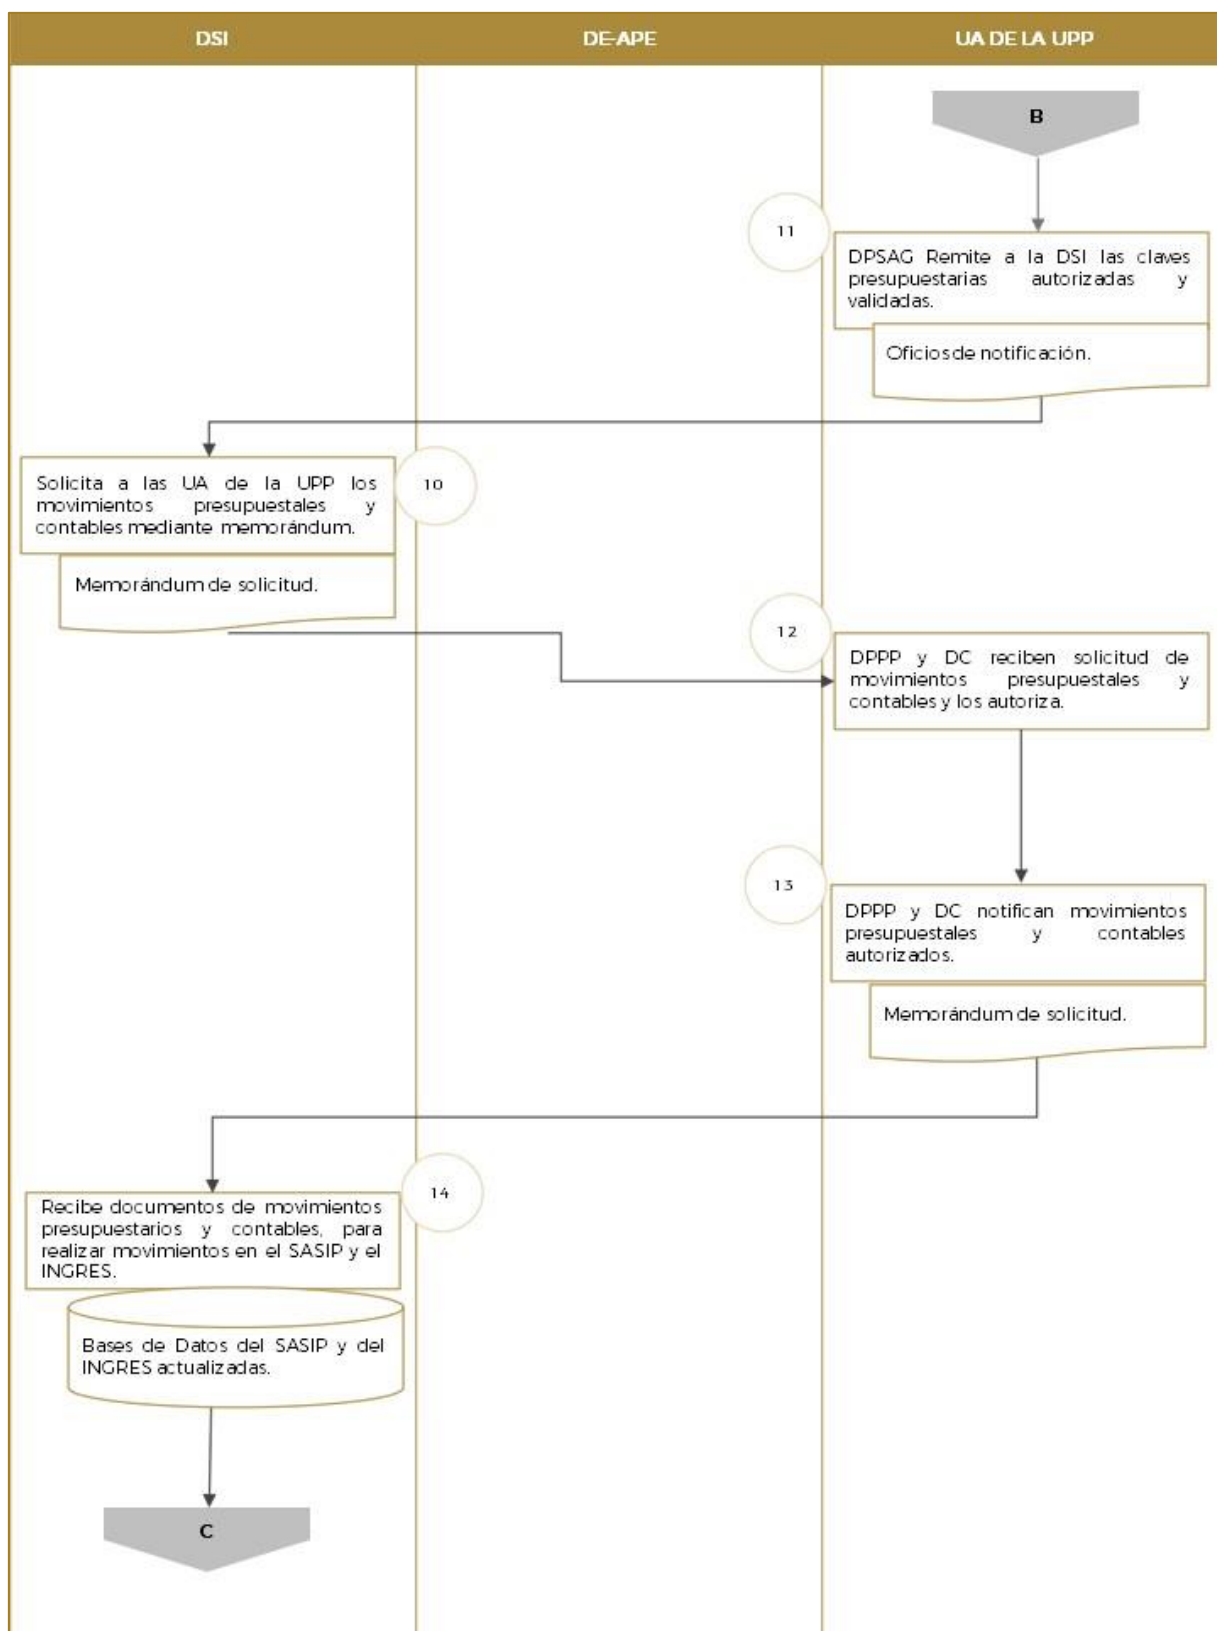 DSI
DE-APE
UA DE LA UPP
B
11
DPSAG Remite a la DSI las claves
presupuestarias autorizadas y
validadas.
Oficios de notificación.
10
Solicita a las UA de la UPP los
movimientos presupuestales y
contables mediante memorándum.
Memorándum de solicitud.
12
DPPP y DC reciben solicitud de
movimientos presupuestales y
contables y los autoriza.
13
DPPP y DC notifican movimientos
presupuestales y contables
autorizados.
Memorándum de solicitud.
14
Recibe documentos de movimientos
presupuestarios y contables, para
realizar movimientos en el SASIP y el
INGRES.
Bases de Datos del SASIP y del
INGRES actualizadas.
C